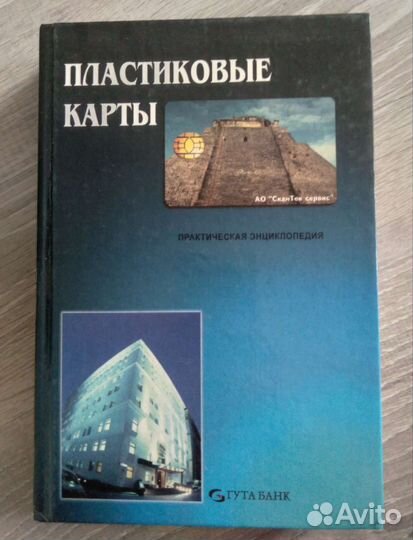 ПЛАСТИКОВЫЕ
КАРТЫ
АО "СканТек сервис"
ПРАКТИЧЕСКАЯ ЭНЦИКЛОПЕДИЯ
ГУТА БАНК
Avito